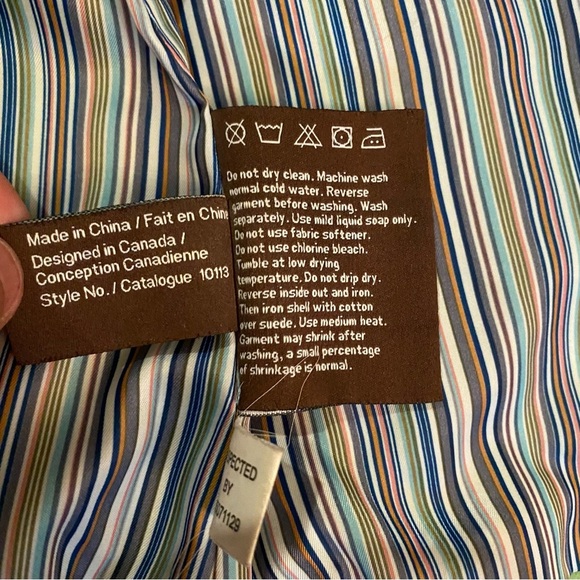 Made in China / Fait en Chine
Designed in Canada /
Conception Canadienne
Style No./ Catalogue 10113
Do not dry clean. Machine wash
normal cold water. Reverse
garment before washing. Wash
separately. Use mild liquid soap only.
Do not use fabric softener.
Do not use chlorine bleach.
Tumble at low drying
temperature. Do not drip dry.
Reverse inside out and iron.
Then iron shell with cotton
over suede. Use medium heat.
Garment may shrink after
washing, a small percentage
of shrinkage is normal.
PECTED
BY
071129